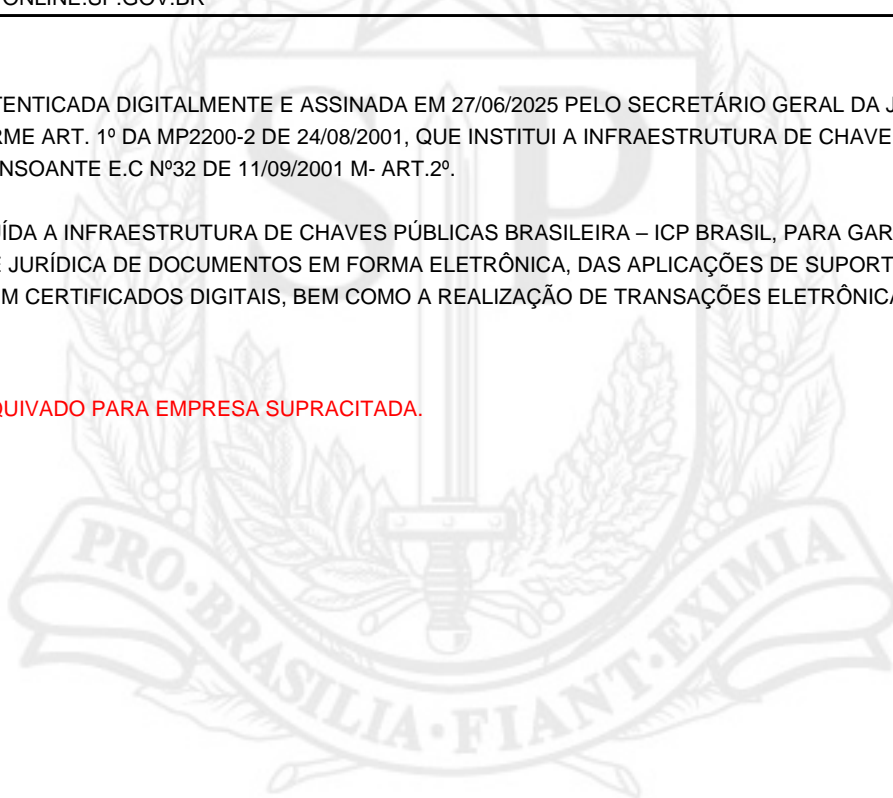 ONLINE.SP.GOV.BR
TENTICADA DIGITALMENTE E ASSINADA EM 27/06/2025 PELO SECRETÁRIO GERAL DA J
RME ART. 1º DA MP2200-2 DE 24/08/2001, QUE INSTITUI A INFRAESTRUTURA DE CHAVE
NSOANTE E.C Nº32 DE 11/09/2001 M- ART.2º.
ÍDA A INFRAESTRUTURA DE CHAVES PÚBLICAS BRASILEIRA – ICP BRASIL, PARA GAR
E JURÍDICA DE DOCUMENTOS EM FORMA ELETRÔNICA, DAS APLICAÇÕES DE SUPORT
M CERTIFICADOS DIGITAIS, BEM COMO A REALIZAÇÃO DE TRANSAÇÕES ELETRÔNICA
QUIVADO PARA EMPRESA SUPRACITADA.
SP
PRO·BRASILIA·FIANT·EXIMIA